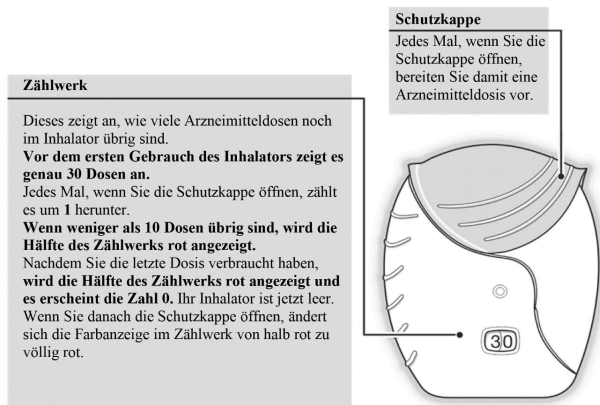 Schutzkappe
Jedes Mal, wenn Sie die
Schutzkappe öffnen,
bereiten Sie damit eine
Arzneimitteldosis vor.
Zählwerk
Dieses zeigt an, wie viele Arzneimitteldosen noch
im Inhalator übrig sind.
Vor dem ersten Gebrauch des Inhalators zeigt es
genau 30 Dosen an.
Jedes Mal, wenn Sie die Schutzkappe öffnen, zählt
es um 1 herunter.
Wenn weniger als 10 Dosen übrig sind, wird die
Hälfte des Zählwerks rot angezeigt.
Nachdem Sie die letzte Dosis verbraucht haben,
wird die Hälfte des Zählwerks rot angezeigt und
es erscheint die Zahl 0. Ihr Inhalator ist jetzt leer.
Wenn Sie danach die Schutzkappe öffnen, ändert
sich die Farbanzeige im Zählwerk von halb rot zu
völlig rot.
30